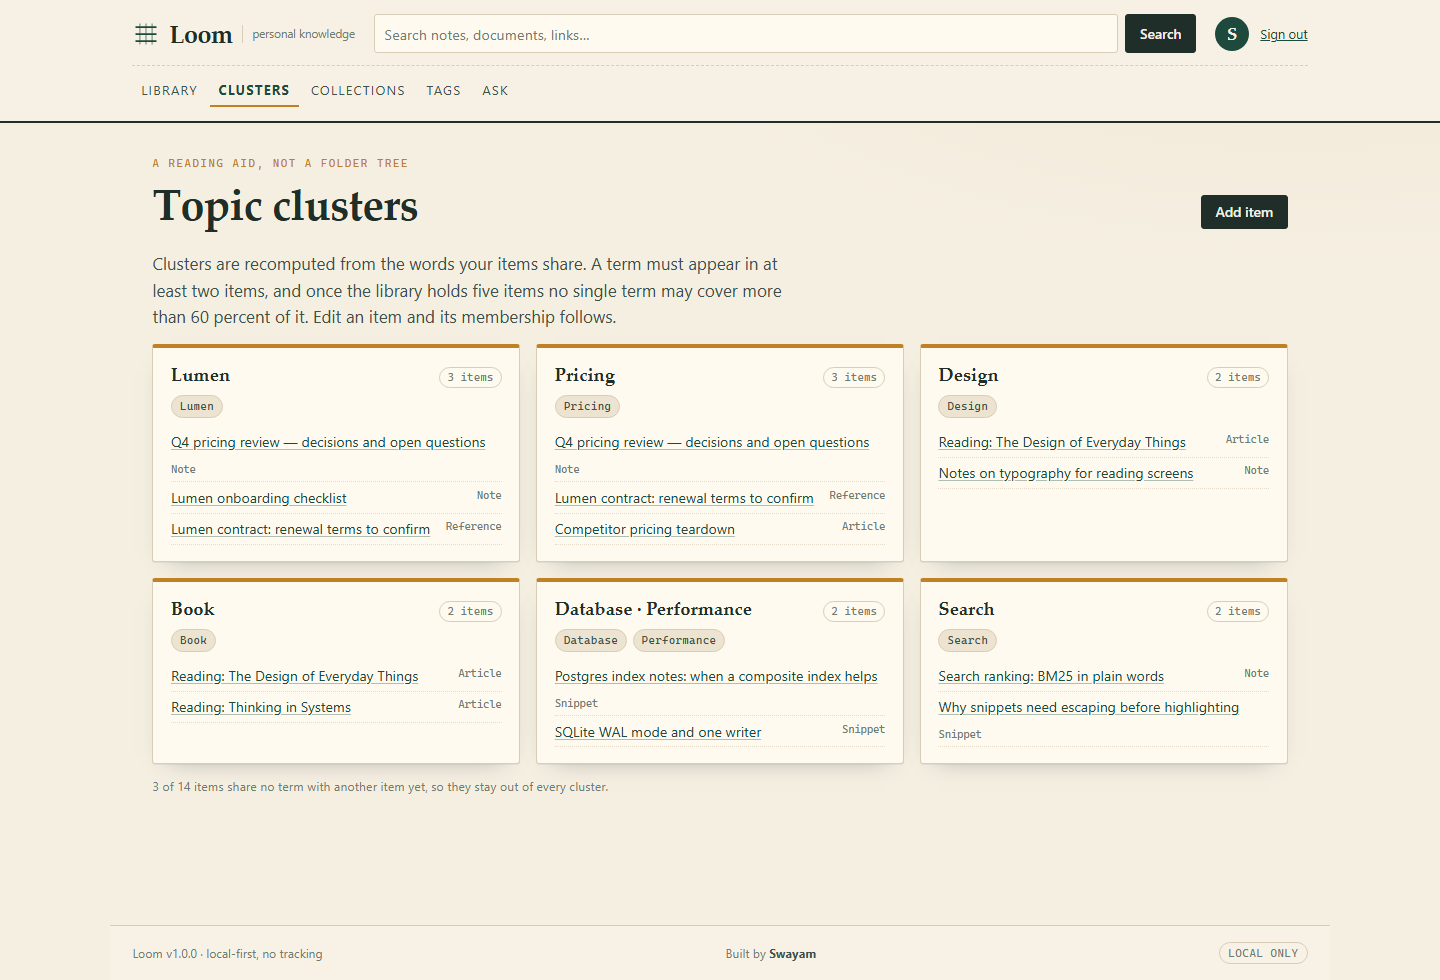 Loom
personal knowledge
Search notes, documents, links...
Search
S
Sign out
LIBRARY
CLUSTERS
COLLECTIONS
TAGS
ASK
A READING AID, NOT A FOLDER TREE
Topic clusters
Add item
Clusters are recomputed from the words your items share. A term must appear in at
least two items, and once the library holds five items no single term may cover more
than 60 percent of it. Edit an item and its membership follows.
Lumen
3 items
Lumen
Q4 pricing review — decisions and open questions
Note
Lumen onboarding checklist
Note
Lumen contract: renewal terms to confirm
Reference
Pricing
3 items
Pricing
Q4 pricing review — decisions and open questions
Note
Lumen contract: renewal terms to confirm
Reference
Competitor pricing teardown
Article
Design
2 items
Design
Reading: The Design of Everyday Things
Article
Notes on typography for reading screens
Note
Book
2 items
Book
Reading: The Design of Everyday Things
Article
Reading: Thinking in Systems
Article
Database · Performance
2 items
Database
Performance
Postgres index notes: when a composite index helps
Snippet
SQLite WAL mode and one writer
Snippet
Search
2 items
Search
Search ranking: BM25 in plain words
Note
Why snippets need escaping before highlighting
Snippet
3 of 14 items share no term with another item yet, so they stay out of every cluster.
Loom v1.0.0 · local-first, no tracking
Built by Swayam
LOCAL ONLY